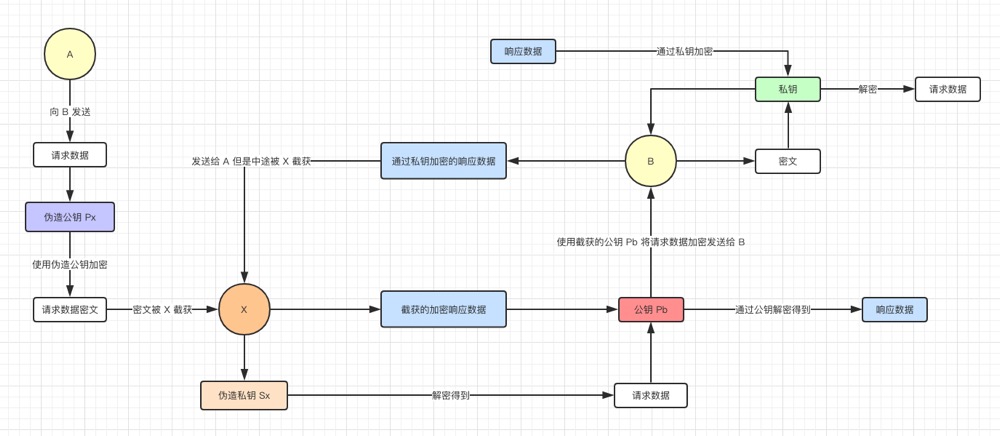 A
向 B 发送
请求数据
伪造公钥 Px
使用伪造公钥加密
请求数据密文
密文被 X 截获
X
伪造私钥 Sx
解密得到
请求数据
公钥 Pb
使用截获的公钥 Pb 将请求数据加密发送给 B
B
密文
私钥
解密
请求数据
响应数据
通过私钥加密
通过私钥加密的响应数据
发送给 A 但是中途被 X 截获
截获的加密响应数据
通过公钥解密得到
响应数据